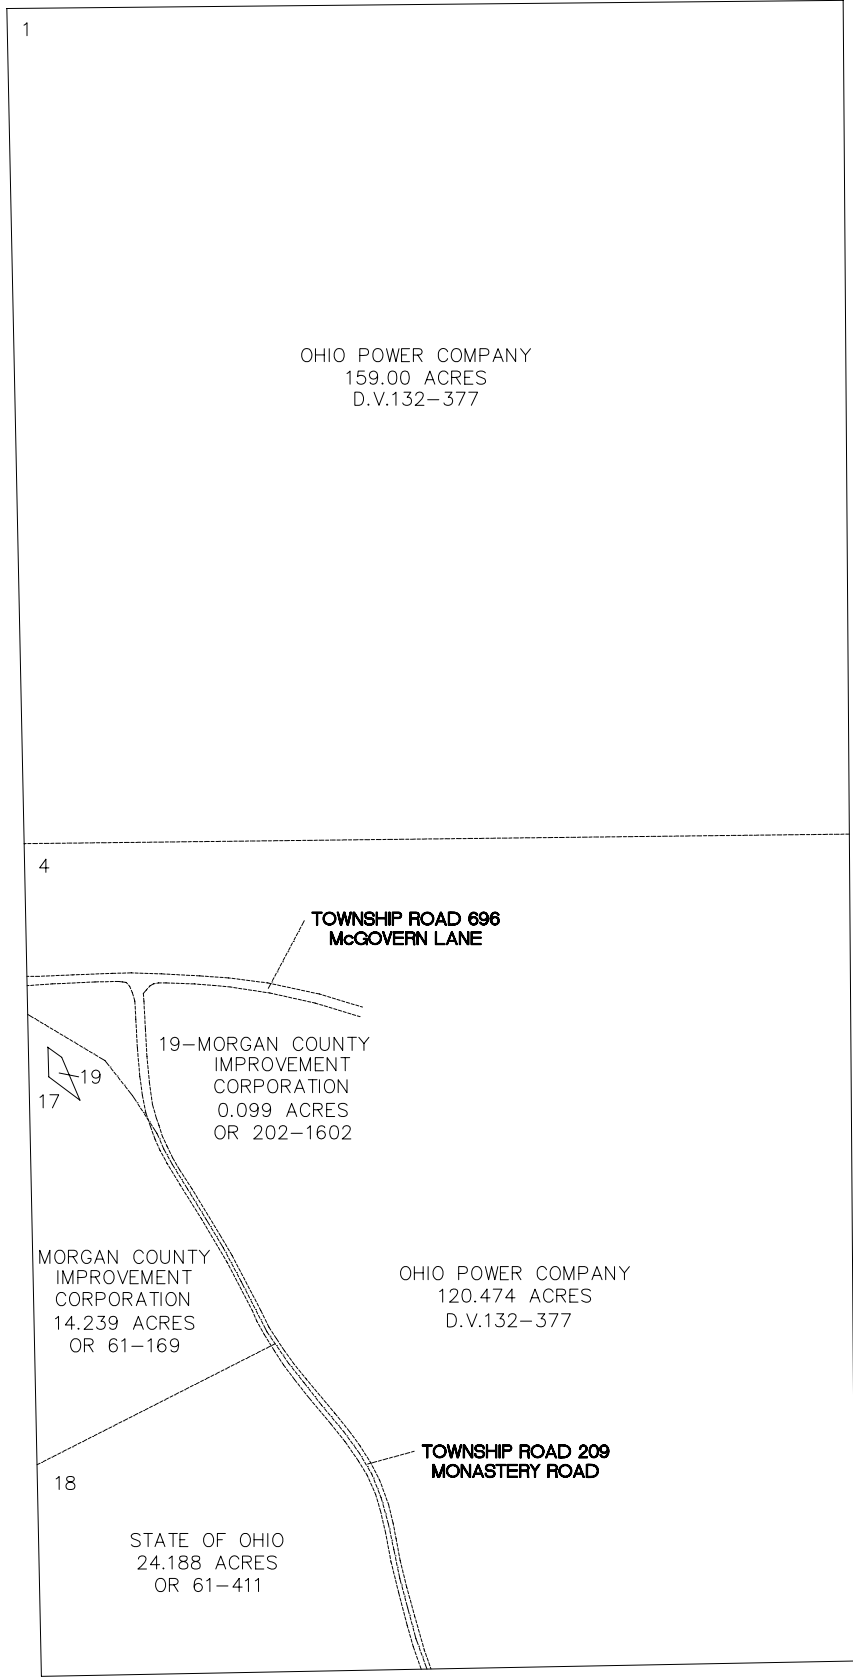 1
OHIO POWER COMPANY
159.00 ACRES
D.V.132-377
4
TOWNSHIP ROAD 696
McGOVERN LANE
19-MORGAN COUNTY
IMPROVEMENT
CORPORATION
0.099 ACRES
OR 202-1602
19
17
MORGAN COUNTY
IMPROVEMENT
CORPORATION
14.239 ACRES
OR 61-169
OHIO POWER COMPANY
120.474 ACRES
D.V.132-377
TOWNSHIP ROAD 209
MONASTERY ROAD
18
STATE OF OHIO
24.188 ACRES
OR 61-411